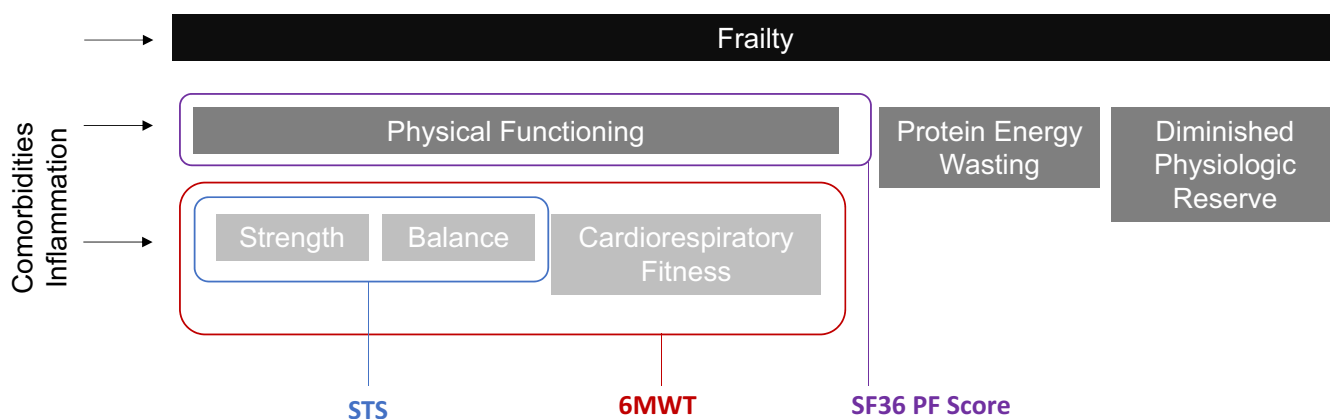 Frailty
Comorbidities
Inflammation
Physical Functioning
Protein Energy
Wasting
Diminished
Physiologic
Reserve
Strength
Balance
Cardiorespiratory
Fitness
STS
6MWT
SF36 PF Score